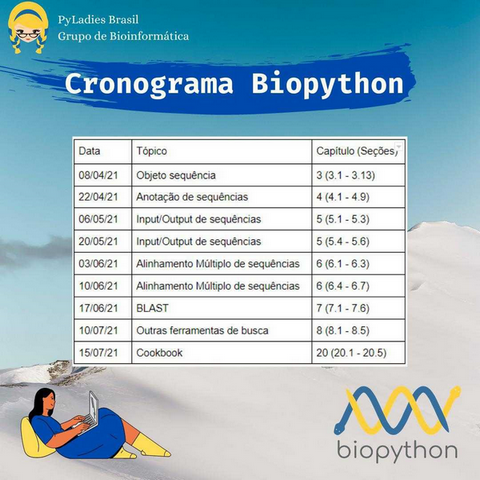 PyLadies Brasil
Grupo de Bioinformática
Cronograma Biopython
Data Tópico Capítulo (Seções)
08/04/21 Objeto sequência 3 (3.1 - 3.13)
22/04/21 Anotação de sequências 4 (4.1 - 4.9)
06/05/21 Input/Output de sequências 5 (5.1 - 5.3)
20/05/21 Input/Output de sequências 5 (5.4 - 5.6)
03/06/21 Alinhamento Múltiplo de sequências 6 (6.1 - 6.3)
10/06/21 Alinhamento Múltiplo de sequências 6 (6.4 - 6.7)
17/06/21 BLAST 7 (7.1 - 7.6)
10/07/21 Outras ferramentas de busca 8 (8.1 - 8.5)
15/07/21 Cookbook 20 (20.1 - 20.5)
biopython